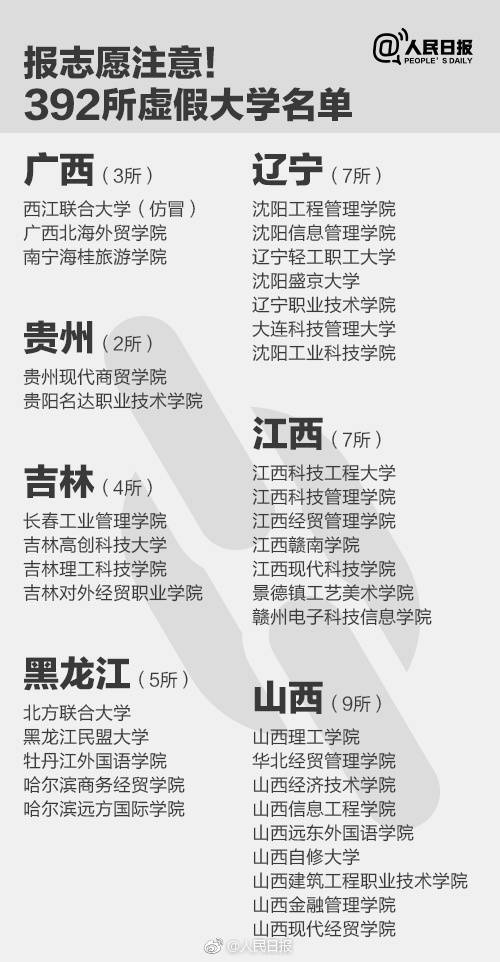 @人民日报
PEOPLE'S DAILY
报志愿注意!
392所虚假大学名单
广西（3所）
西江联合大学（仿冒）
广西北海外贸学院
南宁海桂旅游学院
贵州（2所）
贵州现代商贸学院
贵阳名达职业技术学院
吉林（4所）
长春工业管理学院
吉林高创科技大学
吉林理工科技学院
吉林对外经贸职业学院
黑龙江（5所）
北方联合大学
黑龙江民盟大学
牡丹江外国语学院
哈尔滨商务经贸学院
哈尔滨远方国际学院
辽宁（7所）
沈阳工程管理学院
沈阳信息管理学院
辽宁轻工职工大学
沈阳盛京大学
辽宁职业技术学院
大连科技管理大学
沈阳工业科技学院
江西（7所）
江西科技工程大学
江西科技管理学院
江西经贸管理学院
江西赣南学院
江西现代科技学院
景德镇工艺美术学院
赣州电子科技信息学院
山西（9所）
山西理工学院
华北经贸管理学院
山西经济技术学院
山西信息工程学院
山西远东外国语学院
山西自修大学
山西建筑工程职业技术学院
山西金融管理学院
山西现代经贸学院
@人民日报